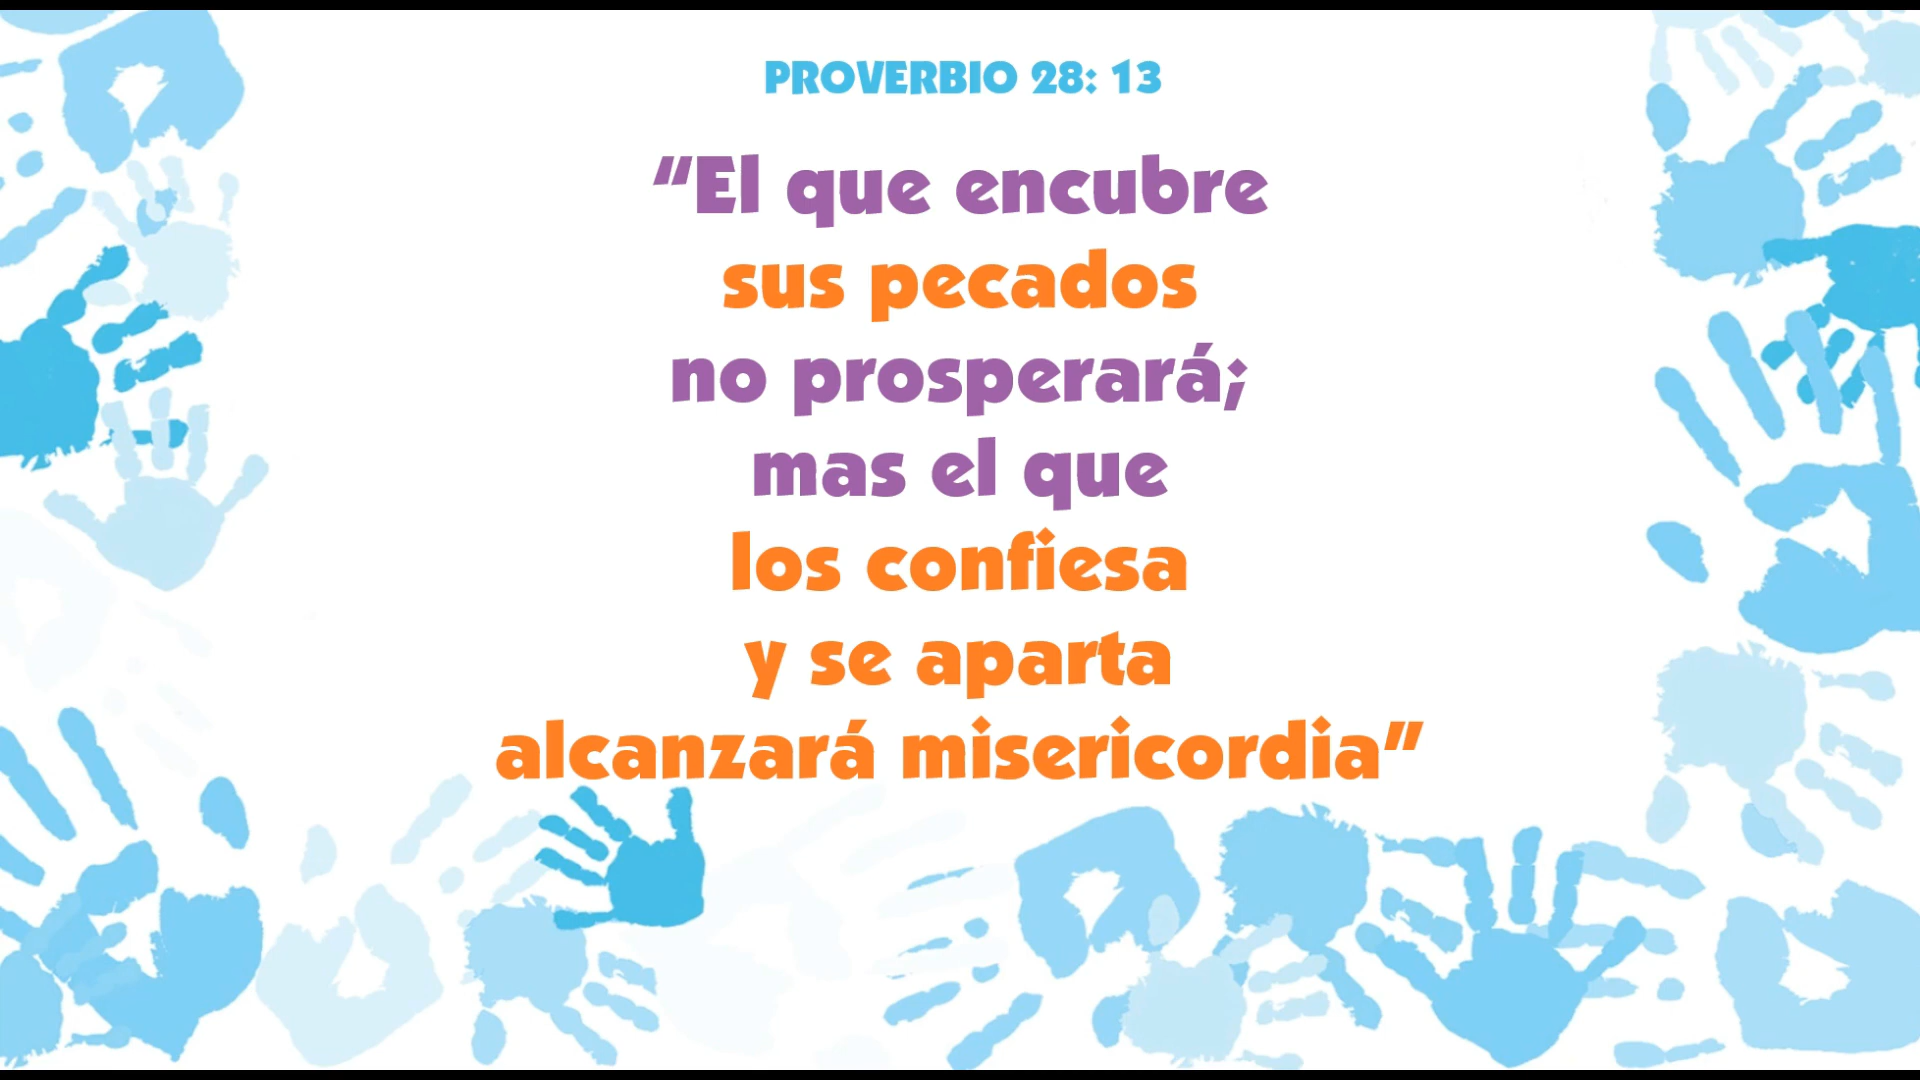 PROVERBIO 28: 13
“El que encubre
sus pecados
no prosperará;
mas el que
los confiesa
y se aparta
alcanzará misericordia”